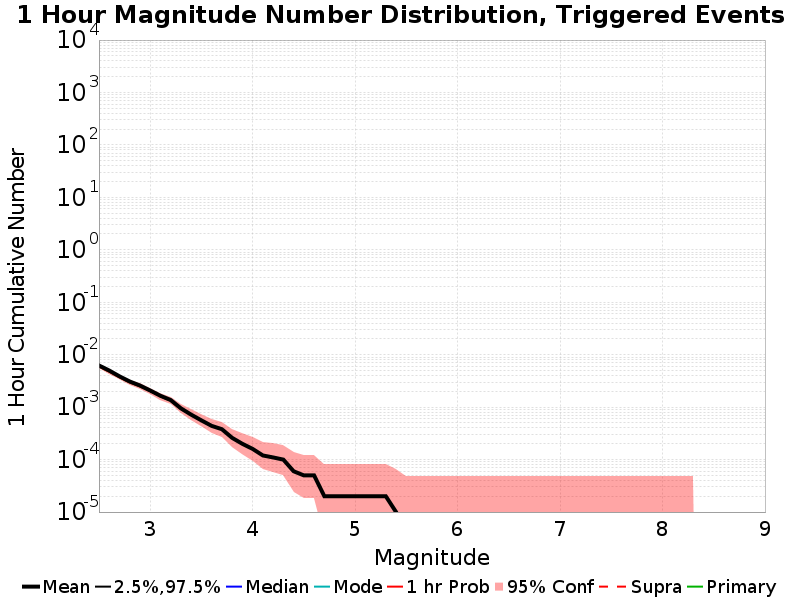 1 Hour Magnitude Number Distribution, Triggered Events
10^4
10^3
10^2
10^1
10^0
10^-1
10^-2
10^-3
10^-4
10^-5
1 Hour Cumulative Number
3 4 5 6 7 8 9
Magnitude
Mean 2.5%,97.5% Median Mode 1 hr Prob 95% Conf Supra Primary